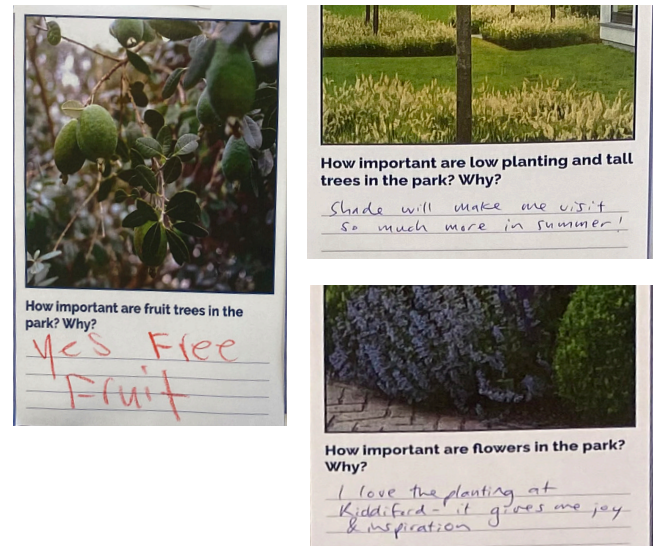 How important are fruit trees in the
park? Why?
Yes Free
Fruit
How important are low planting and tall
trees in the park? Why?
Shade will make me visit
so much more in summer!
How important are flowers in the park?
Why?
I love the planting at
Kiddiford - it gives me joy
& inspiration